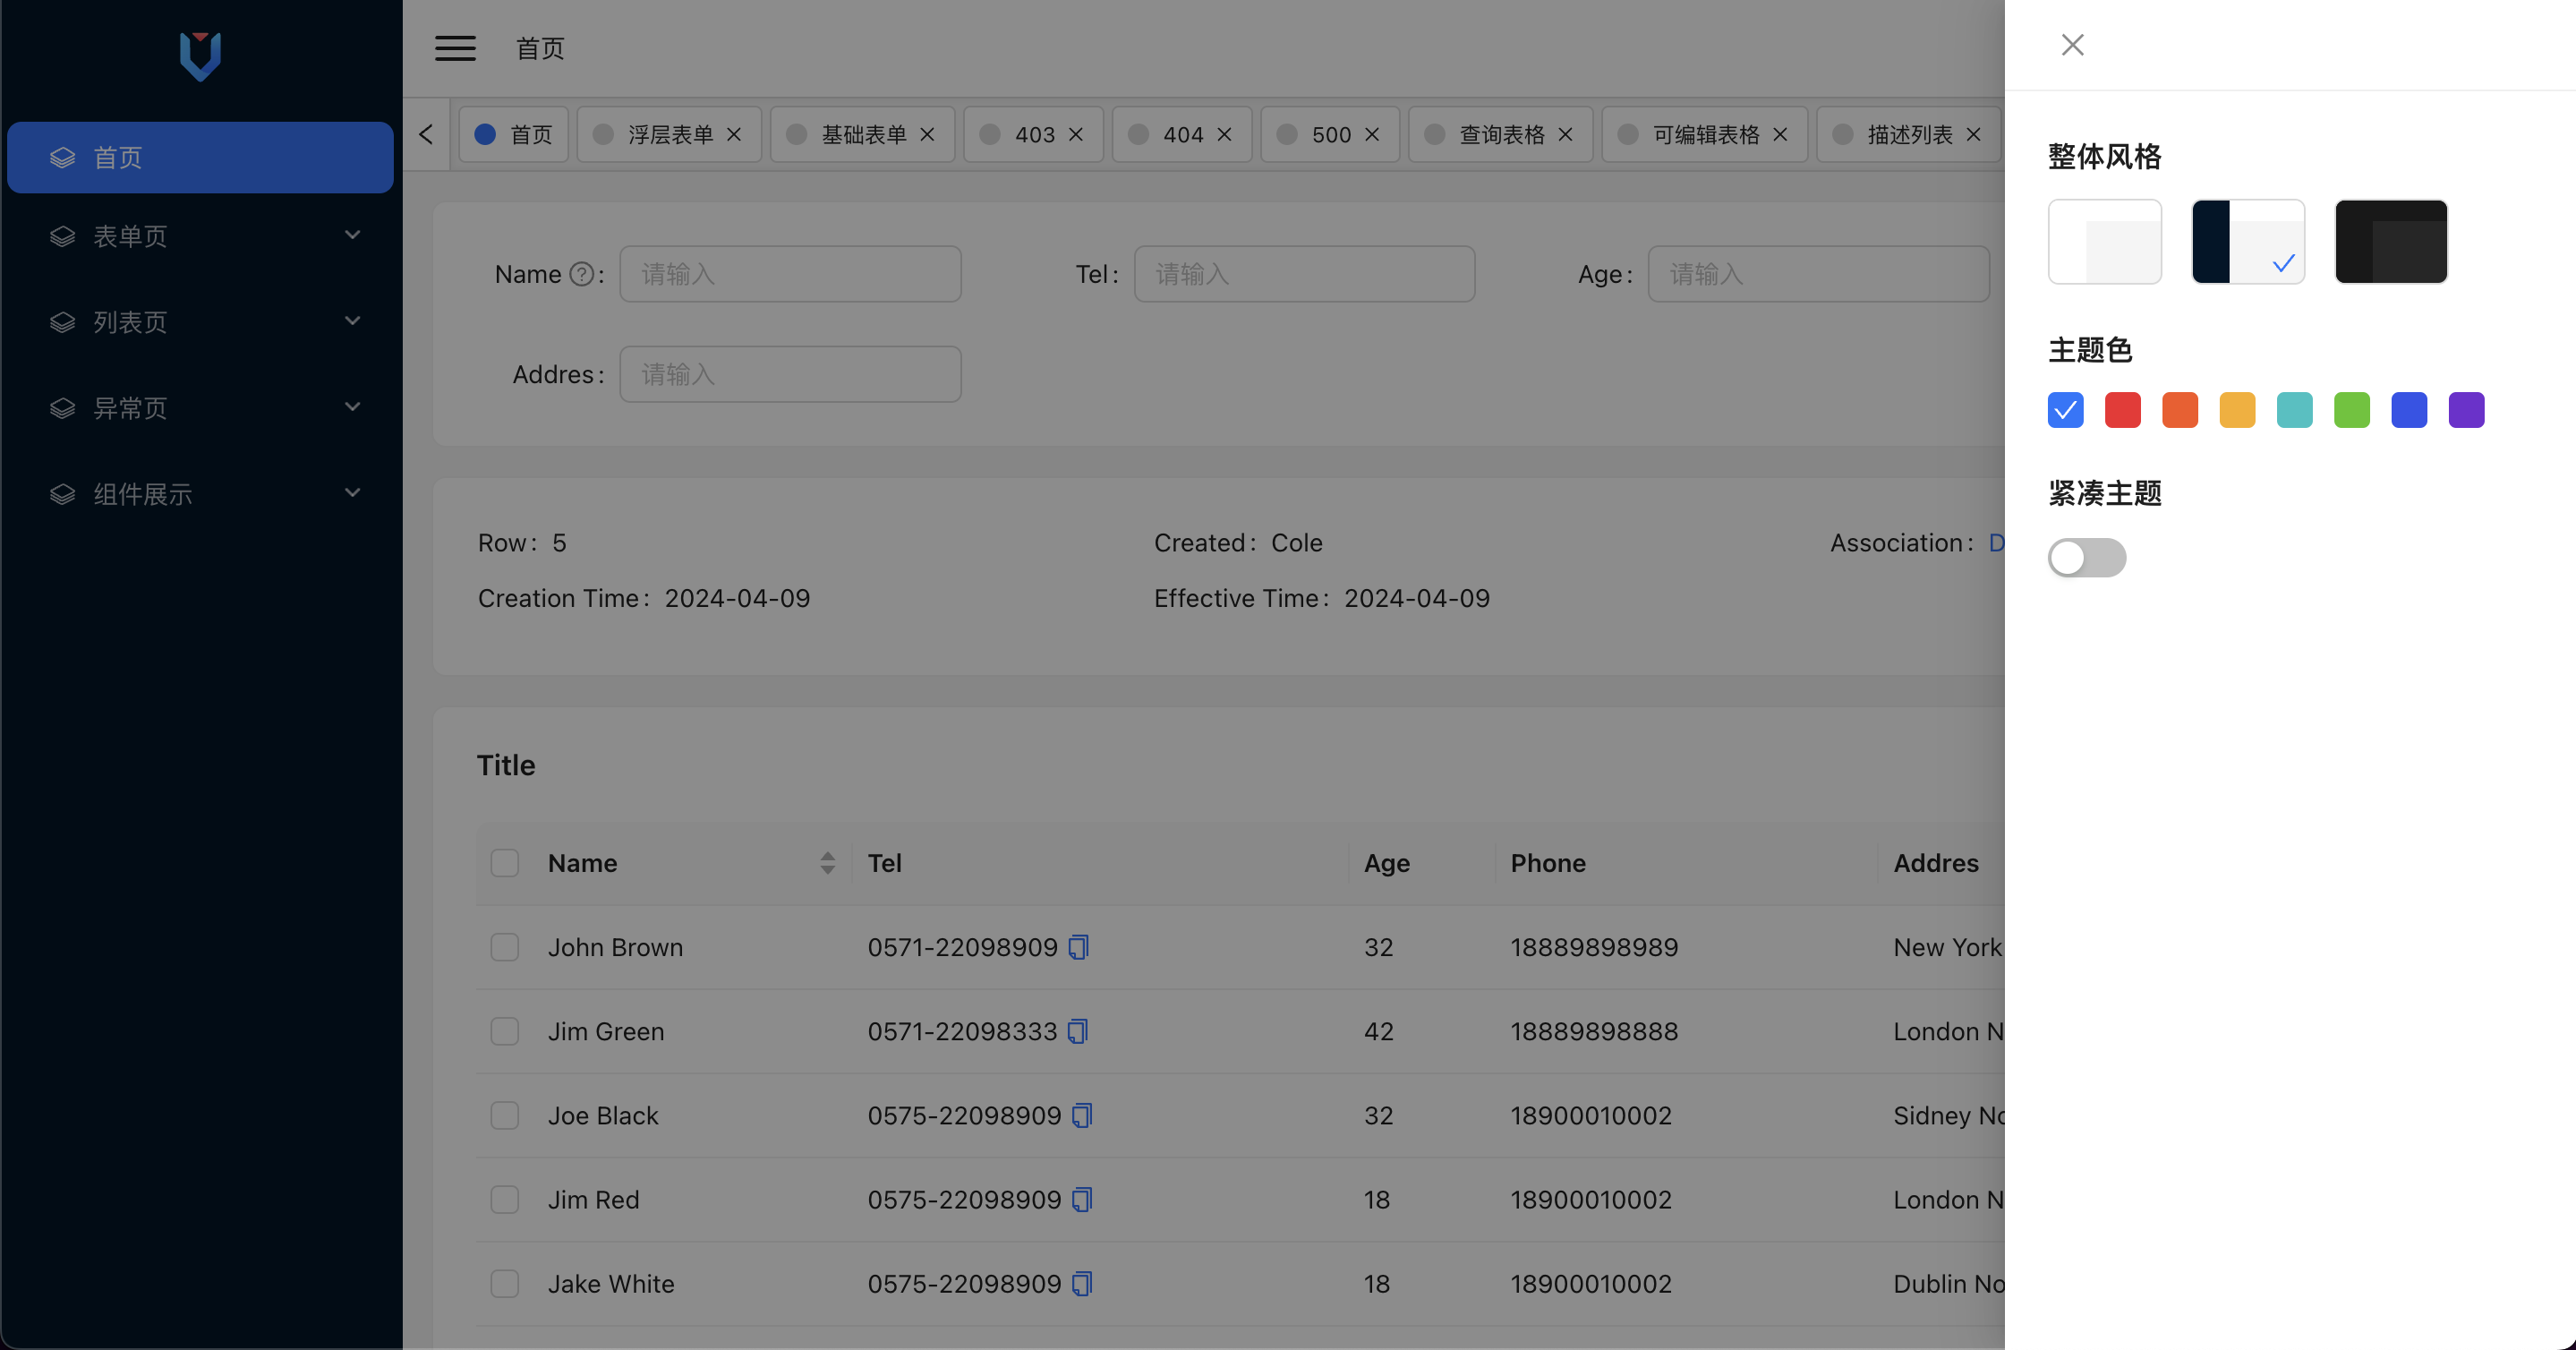 首页
首页 浮层表单 基础表单 403 404 500 查询表格 可编辑表格 描述列表
首页
表单页
列表页
异常页
组件展示
Name : 请输入 Tel : 请输入 Age : 请输入
Addres : 请输入
Row : 5 Created : Cole Association : D
Creation Time : 2024-04-09 Effective Time : 2024-04-09
Title
Name Tel Age Phone Addres
John Brown 0571-22098909 32 18889898989 New York
Jim Green 0571-22098333 42 18889898888 London N
Joe Black 0575-22098909 32 18900010002 Sidney No
Jim Red 0575-22098909 18 18900010002 London N
Jake White 0575-22098909 18 18900010002 Dublin No
整体风格
主题色
紧凑主题